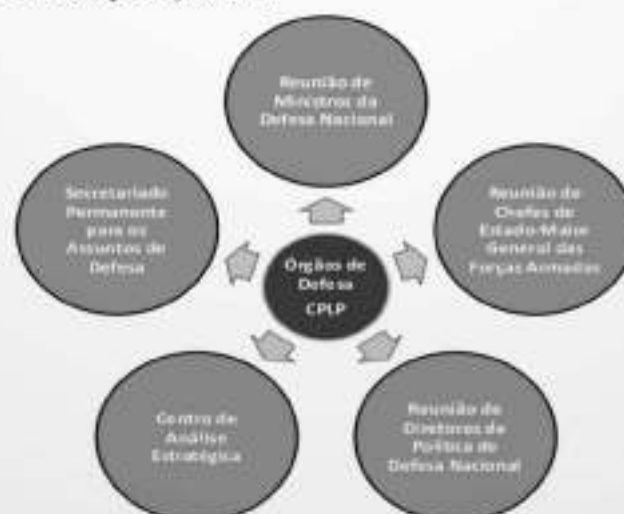 Reunião de
Ministros da
Defesa Nacional
Secretariado
Permanente
para os
Assuntos de
Defesa
Reunião de
Chefes de
Estado-Maior
General das
Forças Armadas
Órgãos de
Defesa
CPLP
Centro de
Análise
Estratégica
Reunião de
Diretores de
Política de
Defesa Nacional